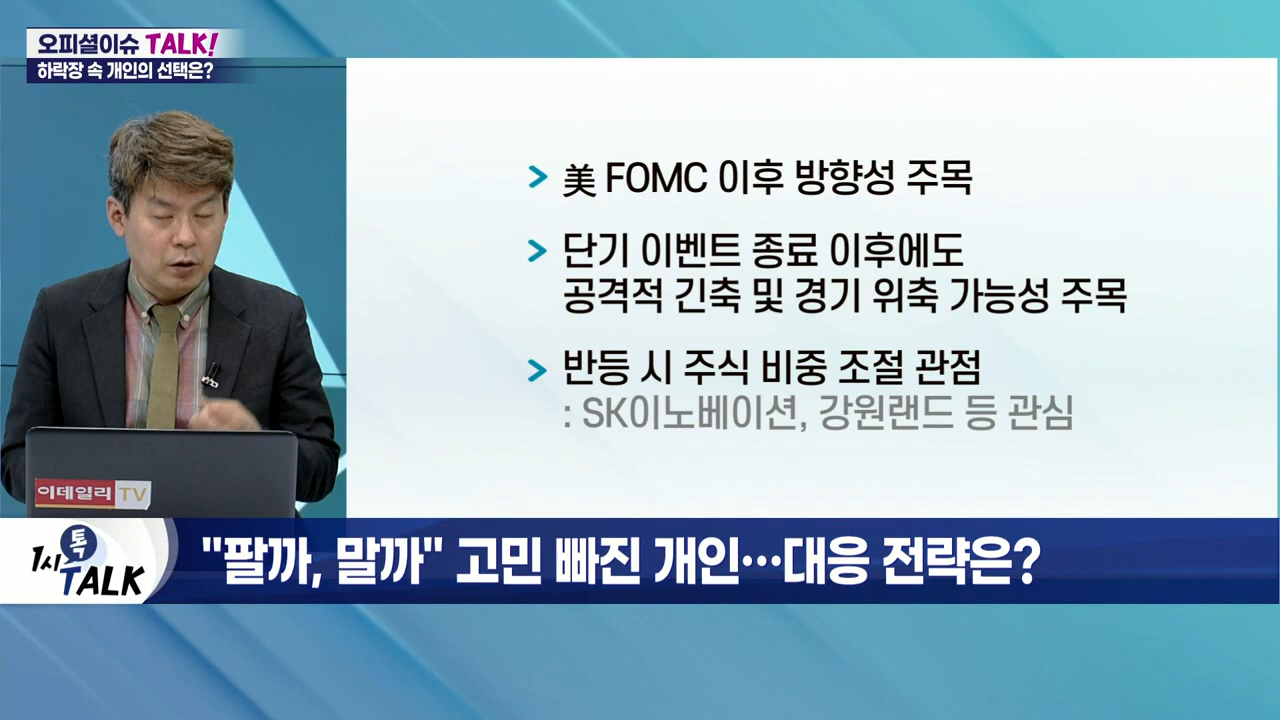 오피셜이슈 TALK!
하락장 속 개인의 선택은?
美 FOMC 이후 방향성 주목
단기 이벤트 종료 이후에도
공격적 긴축 및 경기 위축 가능성 주목
반등 시 주식 비중 조절 관점
: SK이노베이션, 강원랜드 등 관심
이데일리 TV
1시 톡 TALK
"팔까, 말까" 고민 빠진 개인…대응 전략은?